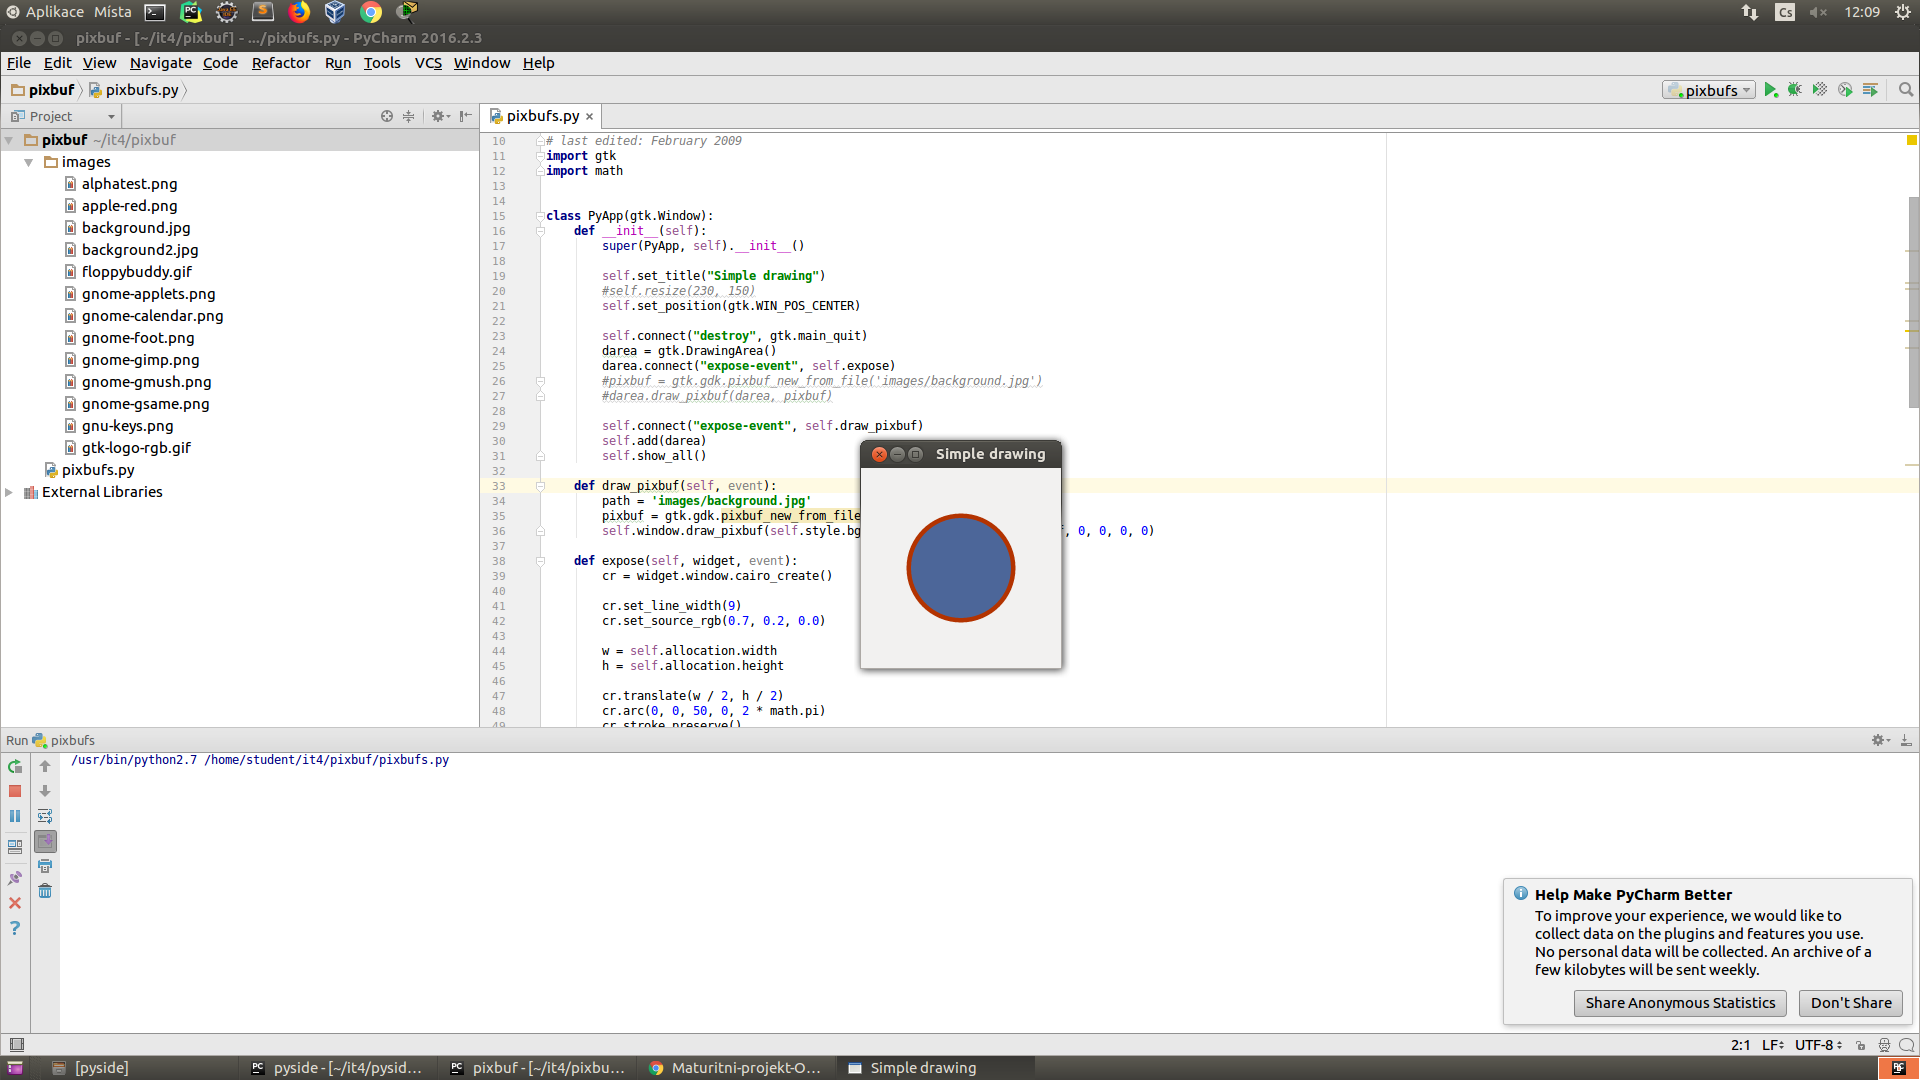 Aplikace Místa
Cs 12:09
pixbuf - [~/it4/pixbuf] - .../pixbufs.py - PyCharm 2016.2.3
File Edit View Navigate Code Refactor Run Tools VCS Window Help
pixbuf pixbufs.py
pixbufs
Project
pixbuf ~/it4/pixbuf
images
alphatest.png
apple-red.png
background.jpg
background2.jpg
floppybuddy.gif
gnome-applets.png
gnome-calendar.png
gnome-foot.png
gnome-gimp.png
gnome-gmush.png
gnome-gsame.png
gnu-keys.png
gtk-logo-rgb.gif
pixbufs.py
External Libraries
pixbufs.py
10 # last edited: February 2009
11 import gtk
12 import math
13
14
15 class PyApp(gtk.Window):
16 def __init__(self):
17 super(PyApp, self).__init__()
18
19 self.set_title("Simple drawing")
20 #self.resize(230, 150)
21 self.set_position(gtk.WIN_POS_CENTER)
22
23 self.connect("destroy", gtk.main_quit)
24 darea = gtk.DrawingArea()
25 darea.connect("expose-event", self.expose)
26 #pixbuf = gtk.gdk.pixbuf_new_from_file('images/background.jpg')
27 #darea.draw_pixbuf(darea, pixbuf)
28
29 self.connect("expose-event", self.draw_pixbuf)
30 self.add(darea)
31 self.show_all()
32
33 def draw_pixbuf(self, event):
34 path = 'images/background.jpg'
35 pixbuf = gtk.gdk.pixbuf_new_from_file
36 self.window.draw_pixbuf(self.style.bg , 0, 0, 0, 0)
37
38 def expose(self, widget, event):
39 cr = widget.window.cairo_create()
40
41 cr.set_line_width(9)
42 cr.set_source_rgb(0.7, 0.2, 0.0)
43
44 w = self.allocation.width
45 h = self.allocation.height
46
47 cr.translate(w / 2, h / 2)
48 cr.arc(0, 0, 50, 0, 2 * math.pi)
49 cr.stroke_preserve()
Simple drawing
Run pixbufs
/usr/bin/python2.7 /home/student/it4/pixbuf/pixbufs.py
Help Make PyCharm Better
To improve your experience, we would like to
collect data on the plugins and features you use.
No personal data will be collected. An archive of a
few kilobytes will be sent weekly.
Share Anonymous Statistics Don't Share
2:1 LF UTF-8
[pyside] pyside - [~/it4/pysid... pixbuf - [~/it4/pixbu... Maturitni-projekt-O... Simple drawing